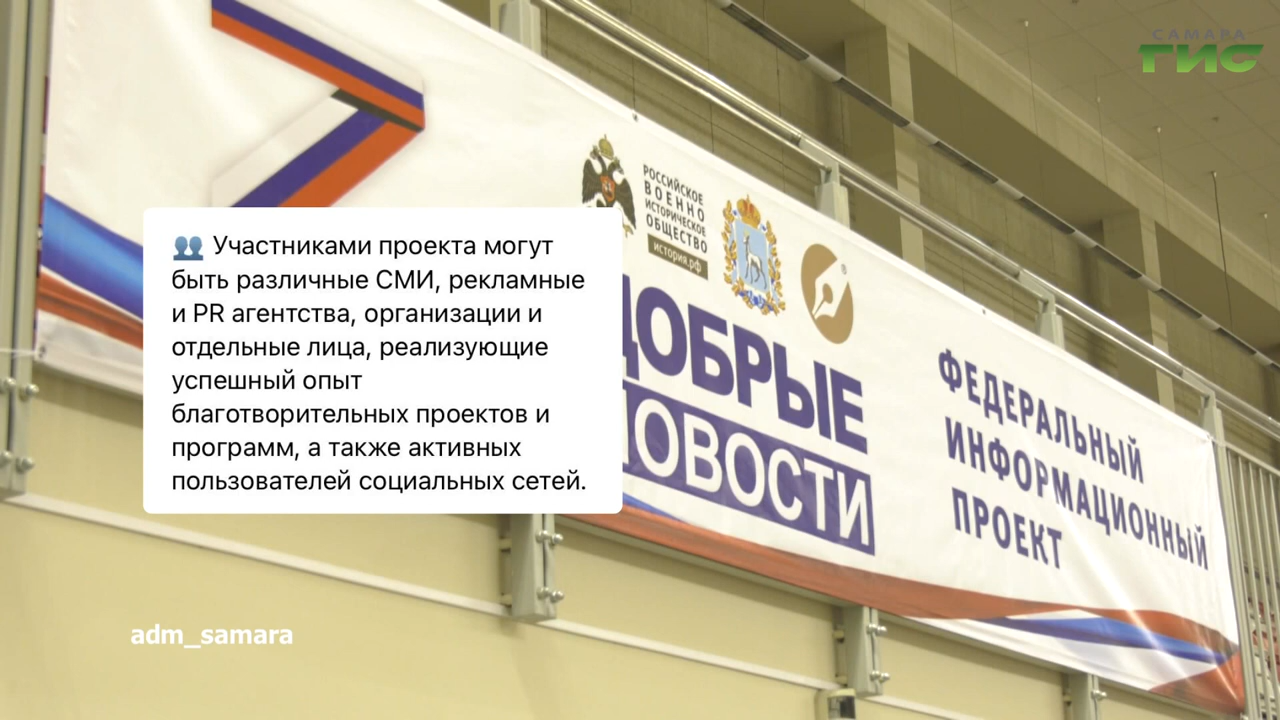 САМАРА
ГИС
РОССИЙСКОЕ
ВОЕННО
ИСТОРИЧЕСКОЕ
ОБЩЕСТВО
история.рф
👥 Участниками проекта могут
быть различные СМИ, рекламные
и PR агентства, организации и
отдельные лица, реализующие
успешный опыт
благотворительных проектов и
программ, а также активных
пользователей социальных сетей.
ДОБРЫЕ
НОВОСТИ
ФЕДЕРАЛЬНЫЙ
ИНФОРМАЦИОННЫЙ
ПРОЕКТ
adm_samara